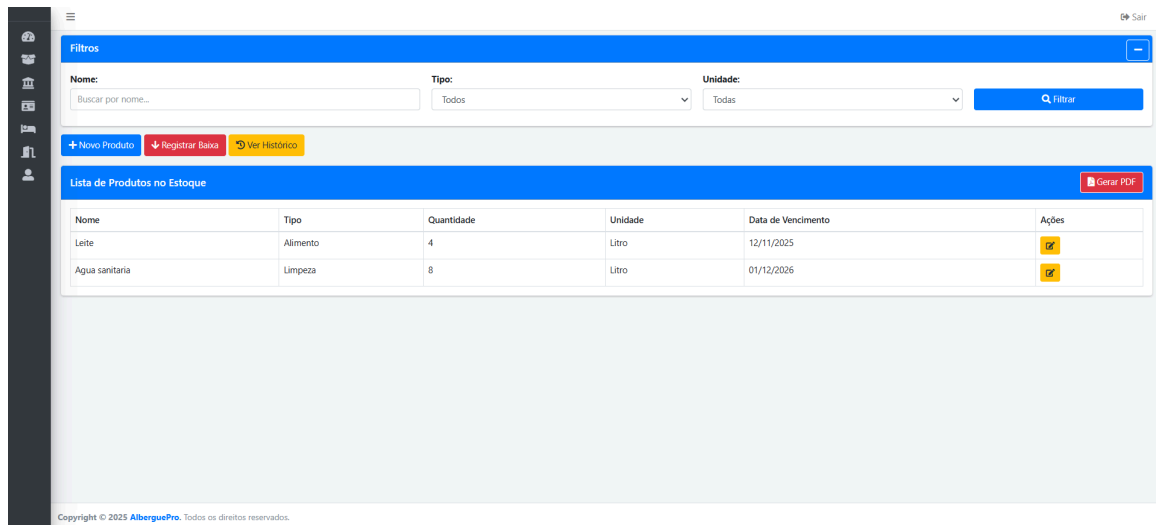 Sair
Filtros
Nome: Tipo: Unidade:
Buscar por nome... Todos Todas Filtrar
Novo Produto Registrar Baixa Ver Histórico
Lista de Produtos no Estoque Gerar PDF
Nome Tipo Quantidade Unidade Data de Vencimento Ações
Leite Alimento 4 Litro 12/11/2025
Agua sanitaria Limpeza 8 Litro 01/12/2026
Copyright © 2025 AlberguePro. Todos os direitos reservados.